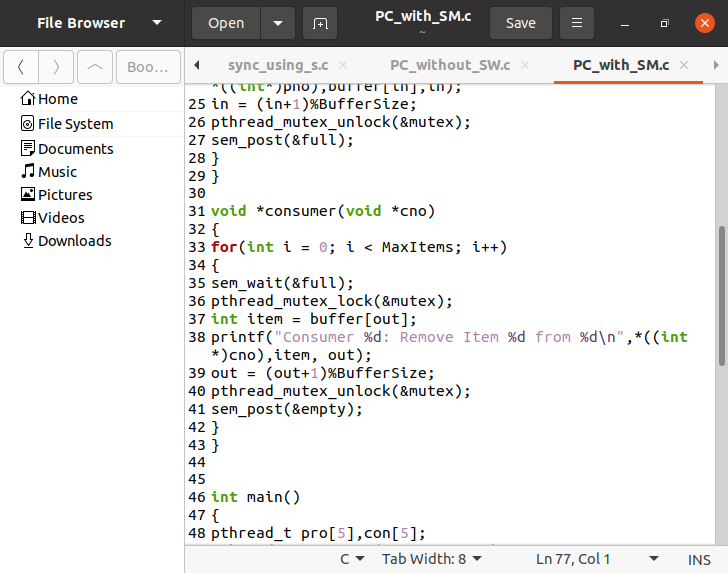 File Browser
Open
PC_with_SM.c
~
Save
Boo...
sync_using_s.c
PC_without_SW.c
PC_with_SM.c
Home
File System
Documents
Music
Pictures
Videos
Downloads
*((int*)pno),buffer[in],in);
25 in = (in+1)%BufferSize;
26 pthread_mutex_unlock(&mutex);
27 sem_post(&full);
28 }
29 }
30
31 void *consumer(void *cno)
32 {
33 for(int i = 0; i < MaxItems; i++)
34 {
35 sem_wait(&full);
36 pthread_mutex_lock(&mutex);
37 int item = buffer[out];
38 printf("Consumer %d: Remove Item %d from %d\n",*((int
*)cno),item, out);
39 out = (out+1)%BufferSize;
40 pthread_mutex_unlock(&mutex);
41 sem_post(&empty);
42 }
43 }
44
45
46 int main()
47 {
48 pthread_t pro[5],con[5];
C
Tab Width: 8
Ln 77, Col 1
INS